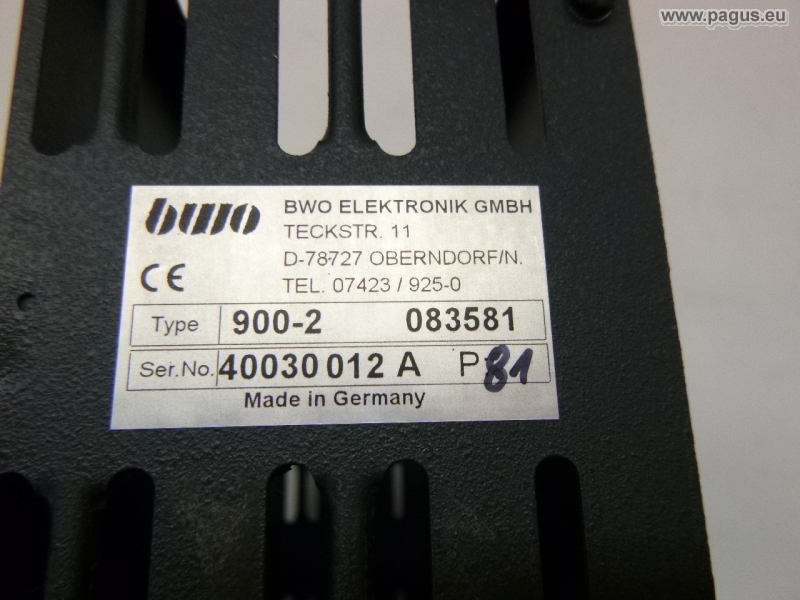 www.pagus.eu
bwo
BWO ELEKTRONIK GMBH
TECKSTR. 11
D-78727 OBERNDORF/N.
CE
TEL. 07423 / 925-0
Type 900-2 083581
Ser.No. 40030 012 A P 81
Made in Germany